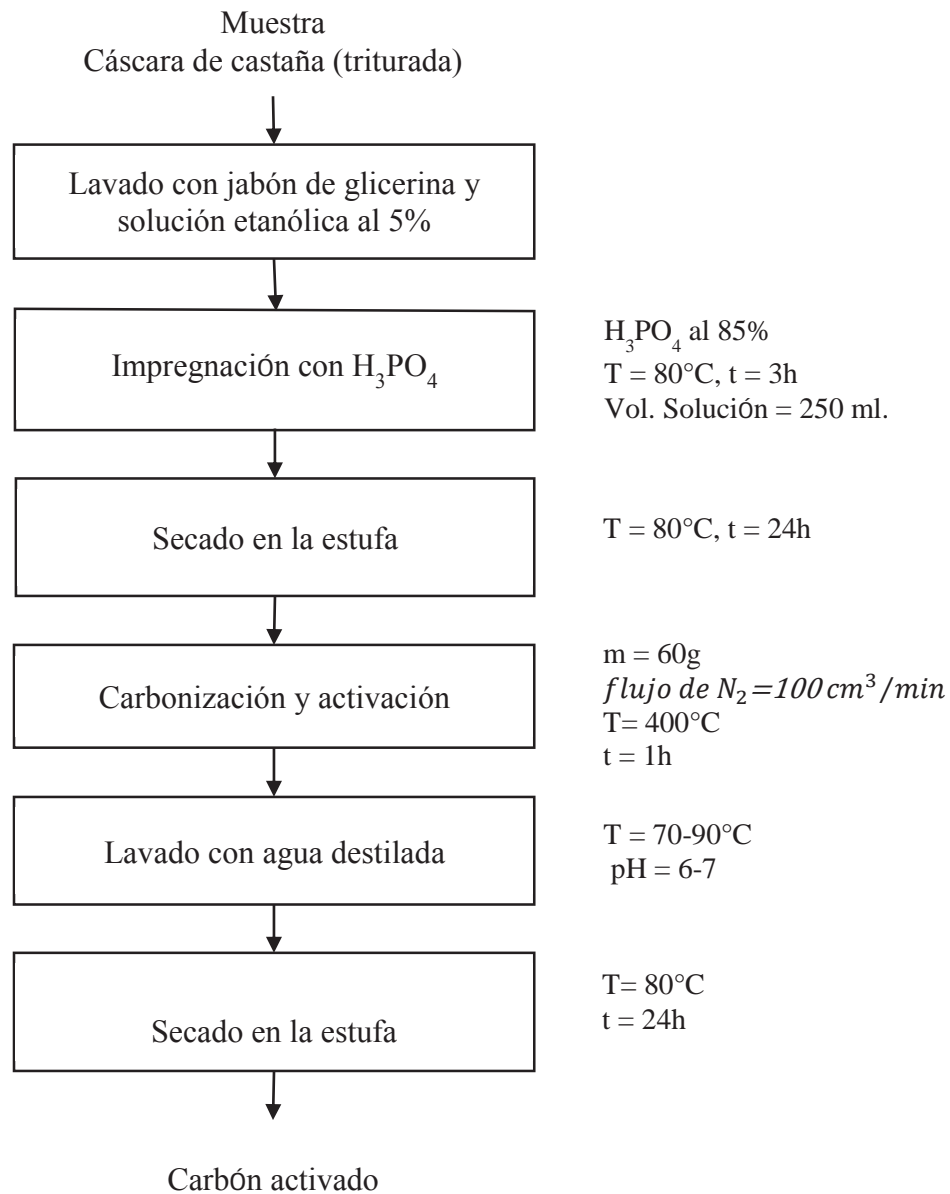 Muestra
Cáscara de castaña (triturada)
Lavado con jabón de glicerina y
solución etanólica al 5%
Impregnación con H₃PO₄
H₃PO₄ al 85%
T = 80°C, t = 3h
Vol. Solución = 250 ml.
Secado en la estufa
T = 80°C, t = 24h
Carbonización y activación
m = 60g
flujo de N₂=100 cm³/min
T= 400°C
t = 1h
Lavado con agua destilada
T = 70-90°C
pH = 6-7
Secado en la estufa
T= 80°C
t = 24h
Carbón activado